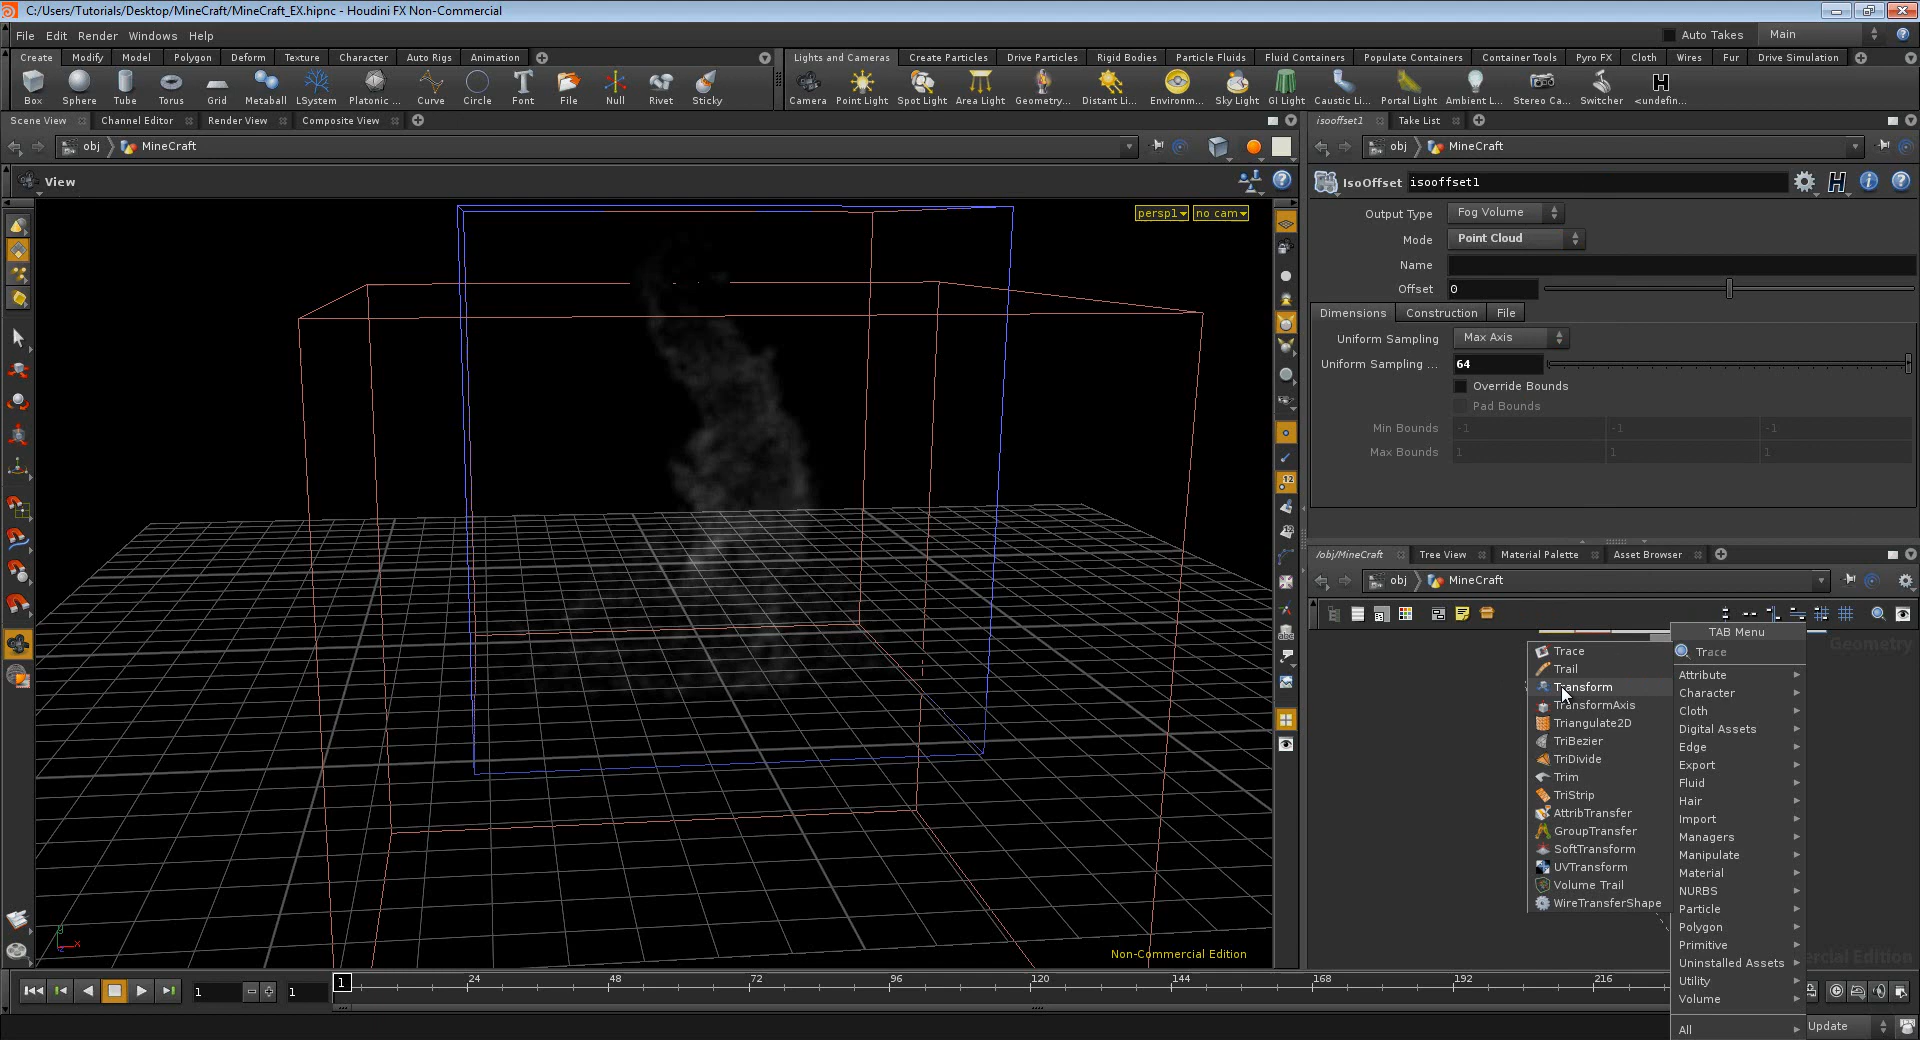 C:/Users/Tutorials/Desktop/MineCraft/MineCraft_EX.hipnc - Houdini FX Non-Commercial
File Edit Render Windows Help
Auto Takes Main
Create Modify Model Polygon Deform Texture Character Auto Rigs Animation
Lights and Cameras Create Particles Drive Particles Rigid Bodies Particle Fluids Fluid Containers Populate Containers Container Tools Pyro FX Cloth Wires Fur Drive Simulation
Box Sphere Tube Torus Grid Metaball LSystem Platonic ... Curve Circle Font File Null Rivet Sticky
Camera Point Light Spot Light Area Light Geometry... Distant Li... Environm... Sky Light GI Light Caustic Li... Portal Light Ambient L... Stereo Ca... Switcher <undefin...
Scene View Channel Editor Render View Composite View
isooffset1 Take List
obj MineCraft
obj MineCraft
View
IsoOffset isooffset1
persp1 no cam
Output Type Fog Volume
Mode Point Cloud
Name
Offset 0
Dimensions Construction File
Uniform Sampling Max Axis
Uniform Sampling ... 64
Override Bounds
Pad Bounds
Min Bounds -1 -1 -1
Max Bounds 1 1 1
/obj/MineCraft Tree View Material Palette Asset Browser
obj MineCraft
Geometry
TAB Menu
Trace
Trace
Trail
Transform
TransformAxis
Triangulate2D
TriBezier
TriDivide
Trim
TriStrip
AttribTransfer
GroupTransfer
SoftTransform
UVTransform
Volume Trail
WireTransferShape
Attribute
Character
Cloth
Digital Assets
Edge
Export
Fluid
Hair
Import
Managers
Manipulate
Material
NURBS
Particle
Polygon
Primitive
Uninstalled Assets
Utility
Volume
All
cial Edition
Non-Commercial Edition
1 1 1 24 48 72 96 120 144 168 192 216
Update